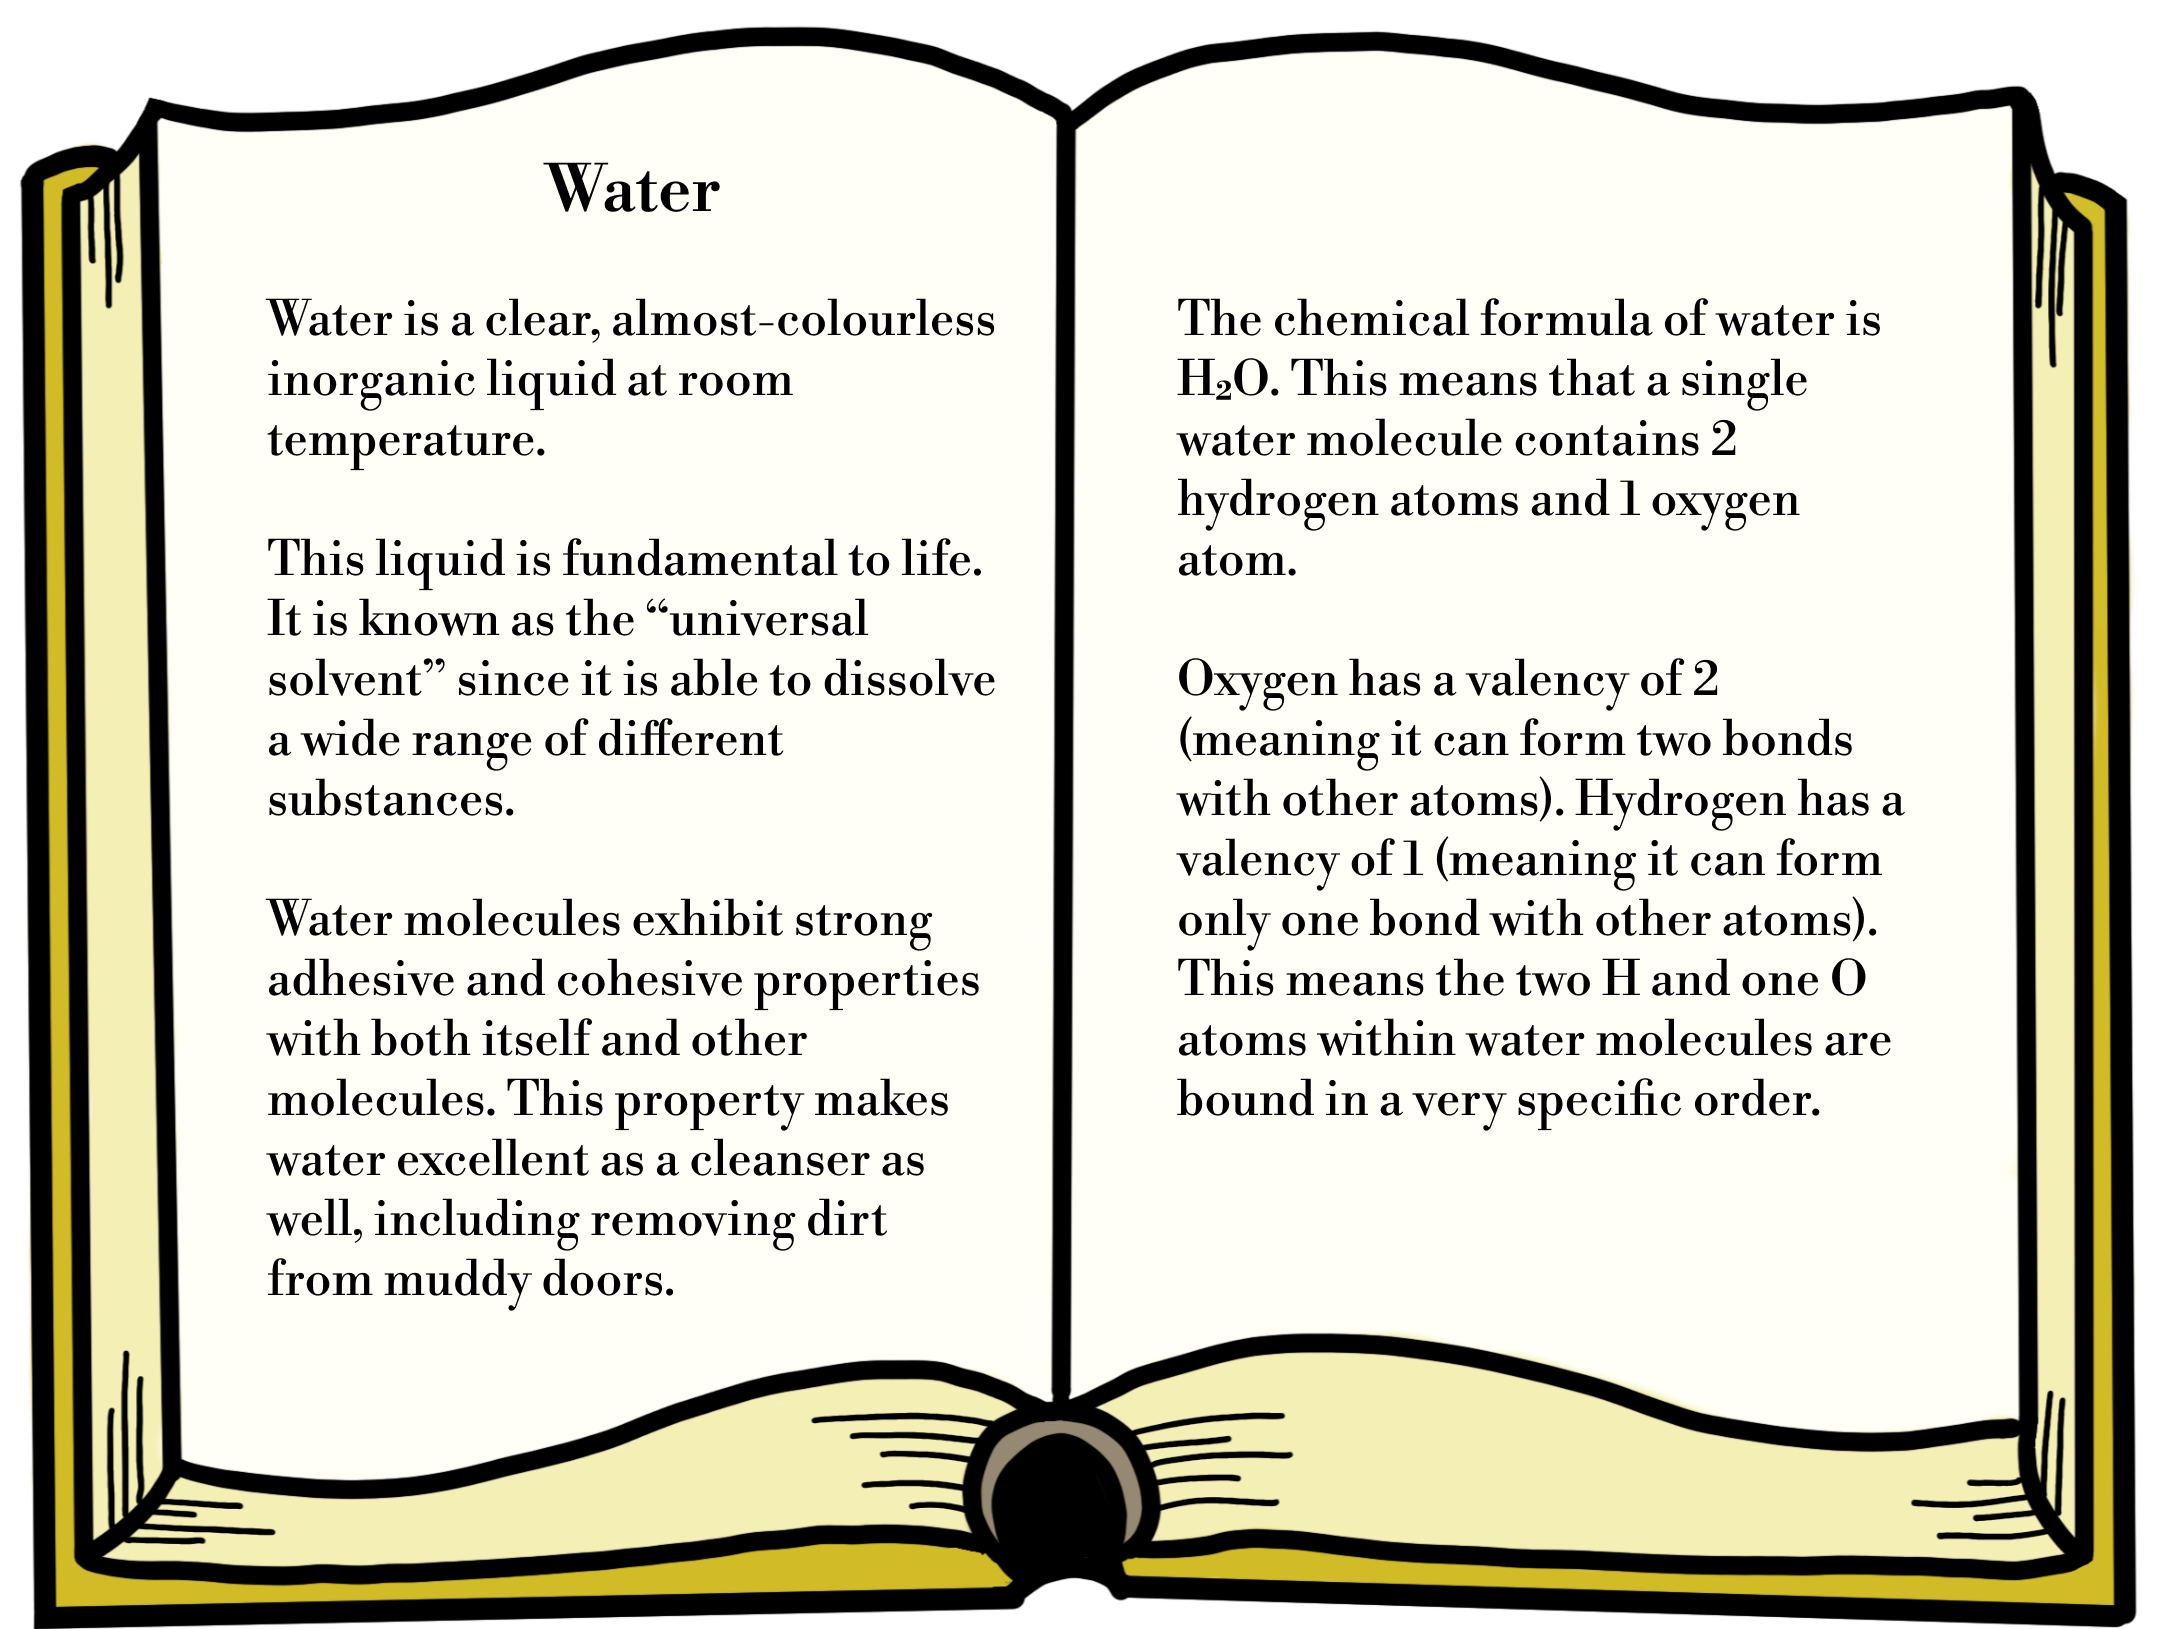 Water
Water is a clear, almost-colourless
inorganic liquid at room
temperature.
This liquid is fundamental to life.
It is known as the “universal
solvent” since it is able to dissolve
a wide range of different
substances.
Water molecules exhibit strong
adhesive and cohesive properties
with both itself and other
molecules. This property makes
water excellent as a cleanser as
well, including removing dirt
from muddy doors.
The chemical formula of water is
H₂O. This means that a single
water molecule contains 2
hydrogen atoms and 1 oxygen
atom.
Oxygen has a valency of 2
(meaning it can form two bonds
with other atoms). Hydrogen has a
valency of 1 (meaning it can form
only one bond with other atoms).
This means the two H and one O
atoms within water molecules are
bound in a very specific order.